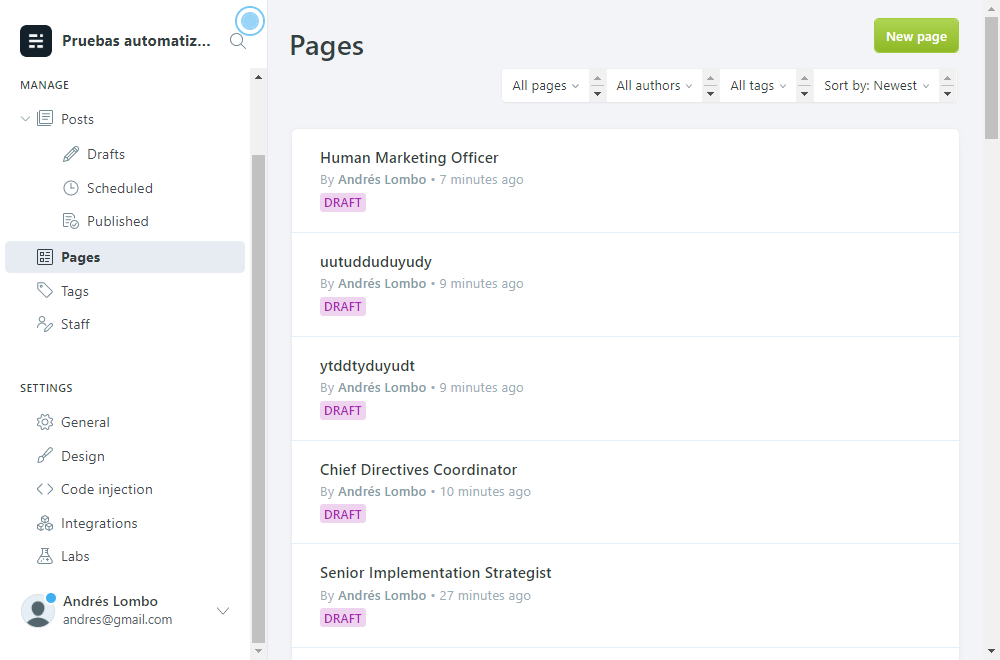 Pruebas automatiz...
MANAGE
Posts
Drafts
Scheduled
Published
Pages
Tags
Staff
SETTINGS
General
Design
Code injection
Integrations
Labs
Andrés Lombo
andres@gmail.com
Pages
New page
All pages
All authors
All tags
Sort by: Newest
Human Marketing Officer
By Andrés Lombo • 7 minutes ago
DRAFT
uutudduduyudy
By Andrés Lombo • 9 minutes ago
DRAFT
ytddtyduyudt
By Andrés Lombo • 9 minutes ago
DRAFT
Chief Directives Coordinator
By Andrés Lombo • 10 minutes ago
DRAFT
Senior Implementation Strategist
By Andrés Lombo • 27 minutes ago
DRAFT